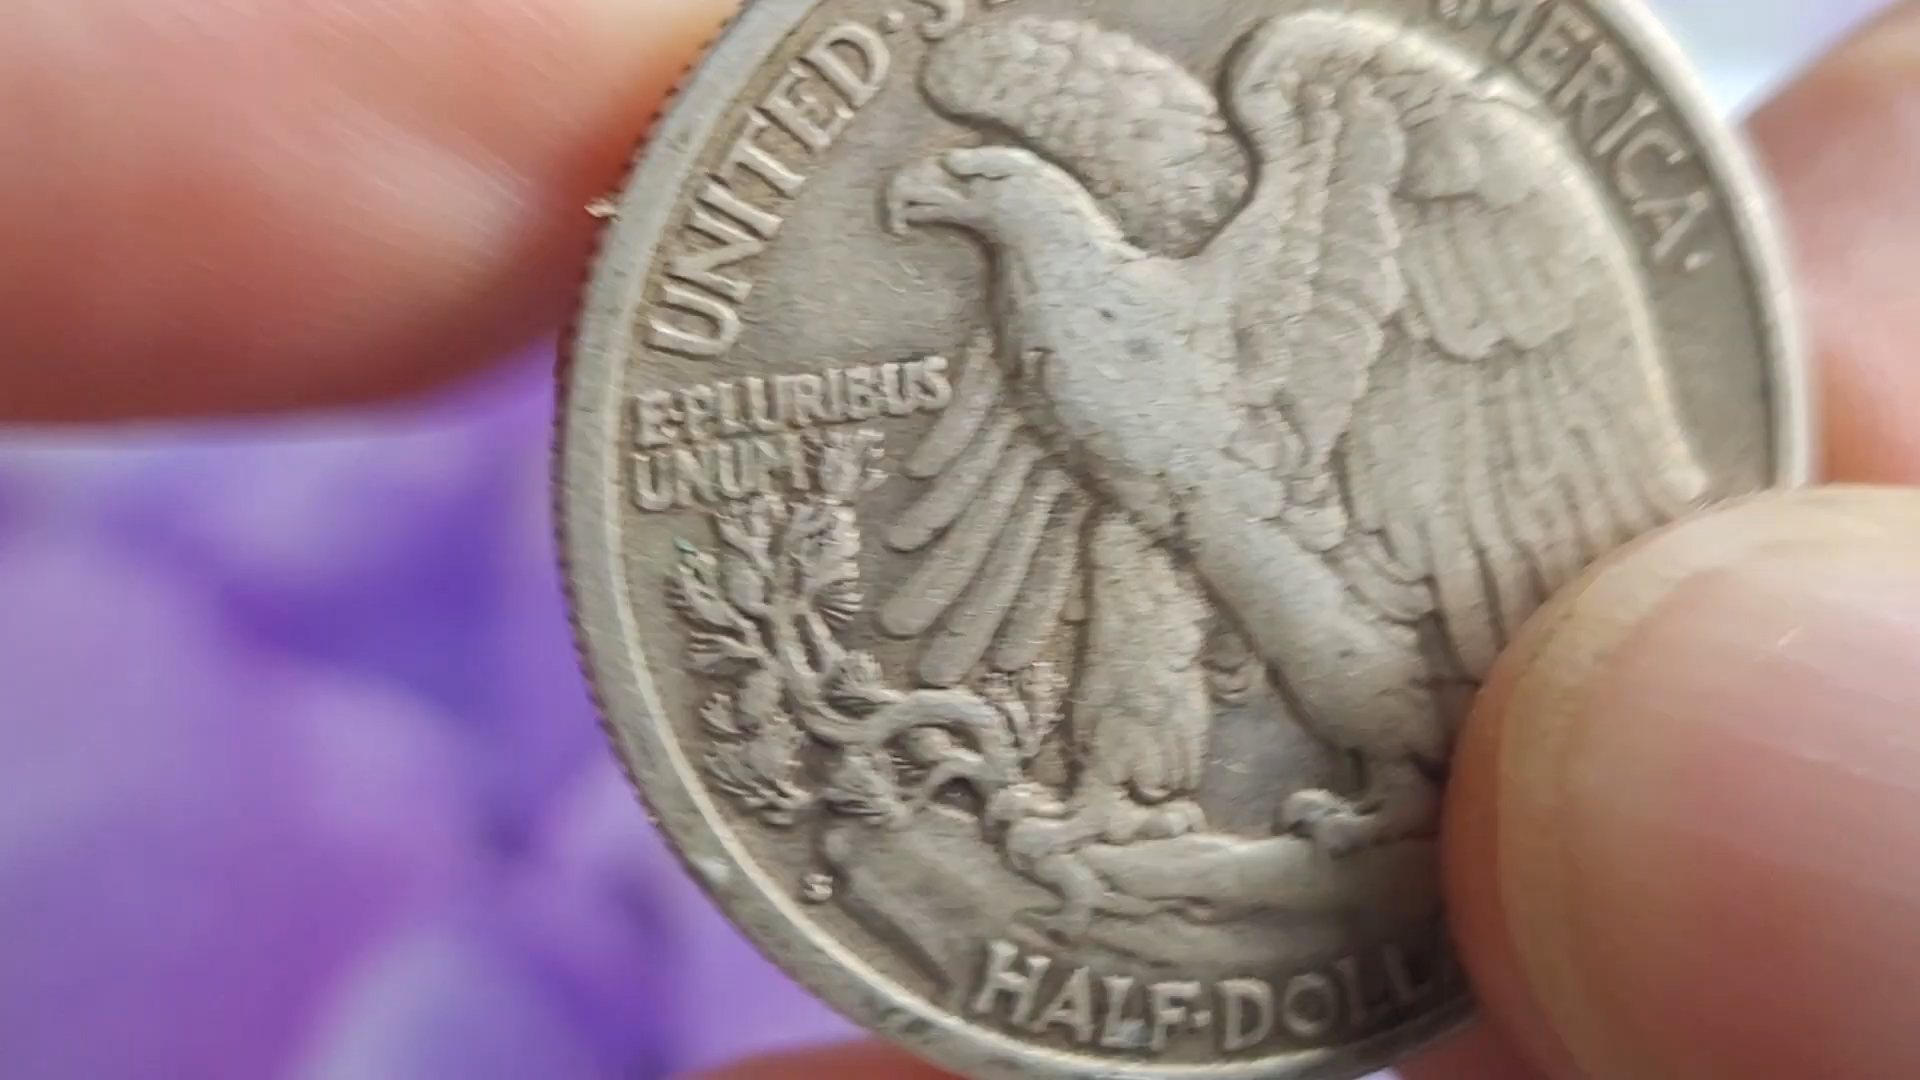 UNITED·S
MERICA·
E·PLURIBUS
UNUM
S
HALF·DOLL